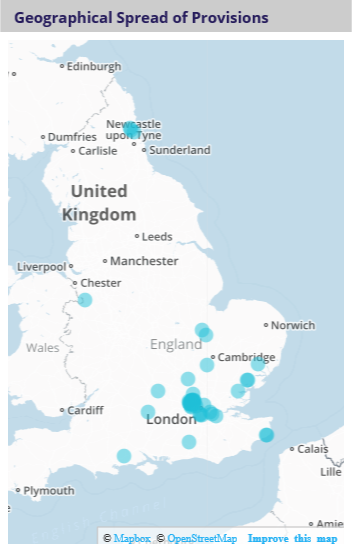 Geographical Spread of Provisions
Edinburgh
Newcastle
upon Tyne
Dumfries
Sunderland
Carlisle
United
Kingdom
Leeds
Manchester
Liverpool
Chester
Norwich
England
Wales
Cambridge
Cardiff
London
Calais
Lille
Plymouth
Amie
© Mapbox © OpenStreetMap Improve this map